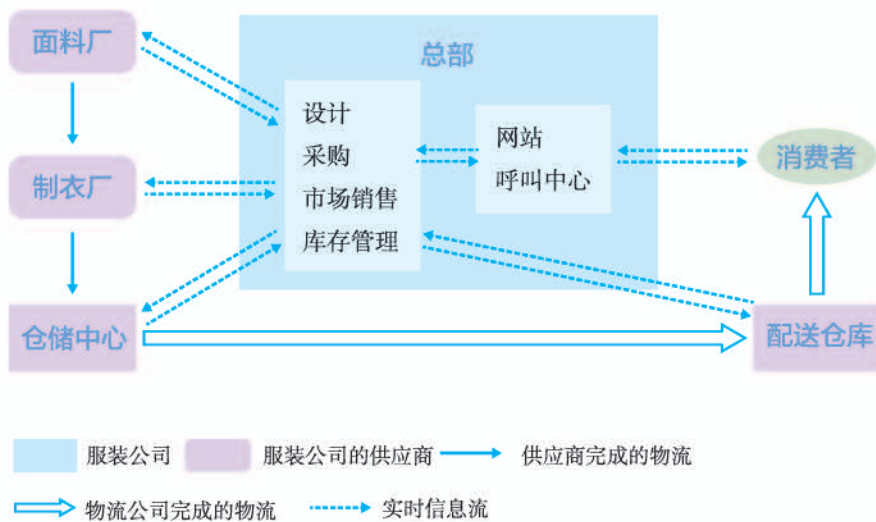 面料厂
总部
设计
采购
市场销售
库存管理
网站
呼叫中心
消费者
制衣厂
仓储中心
配送仓库
服装公司
服装公司的供应商
供应商完成的物流
物流公司完成的物流
实时信息流